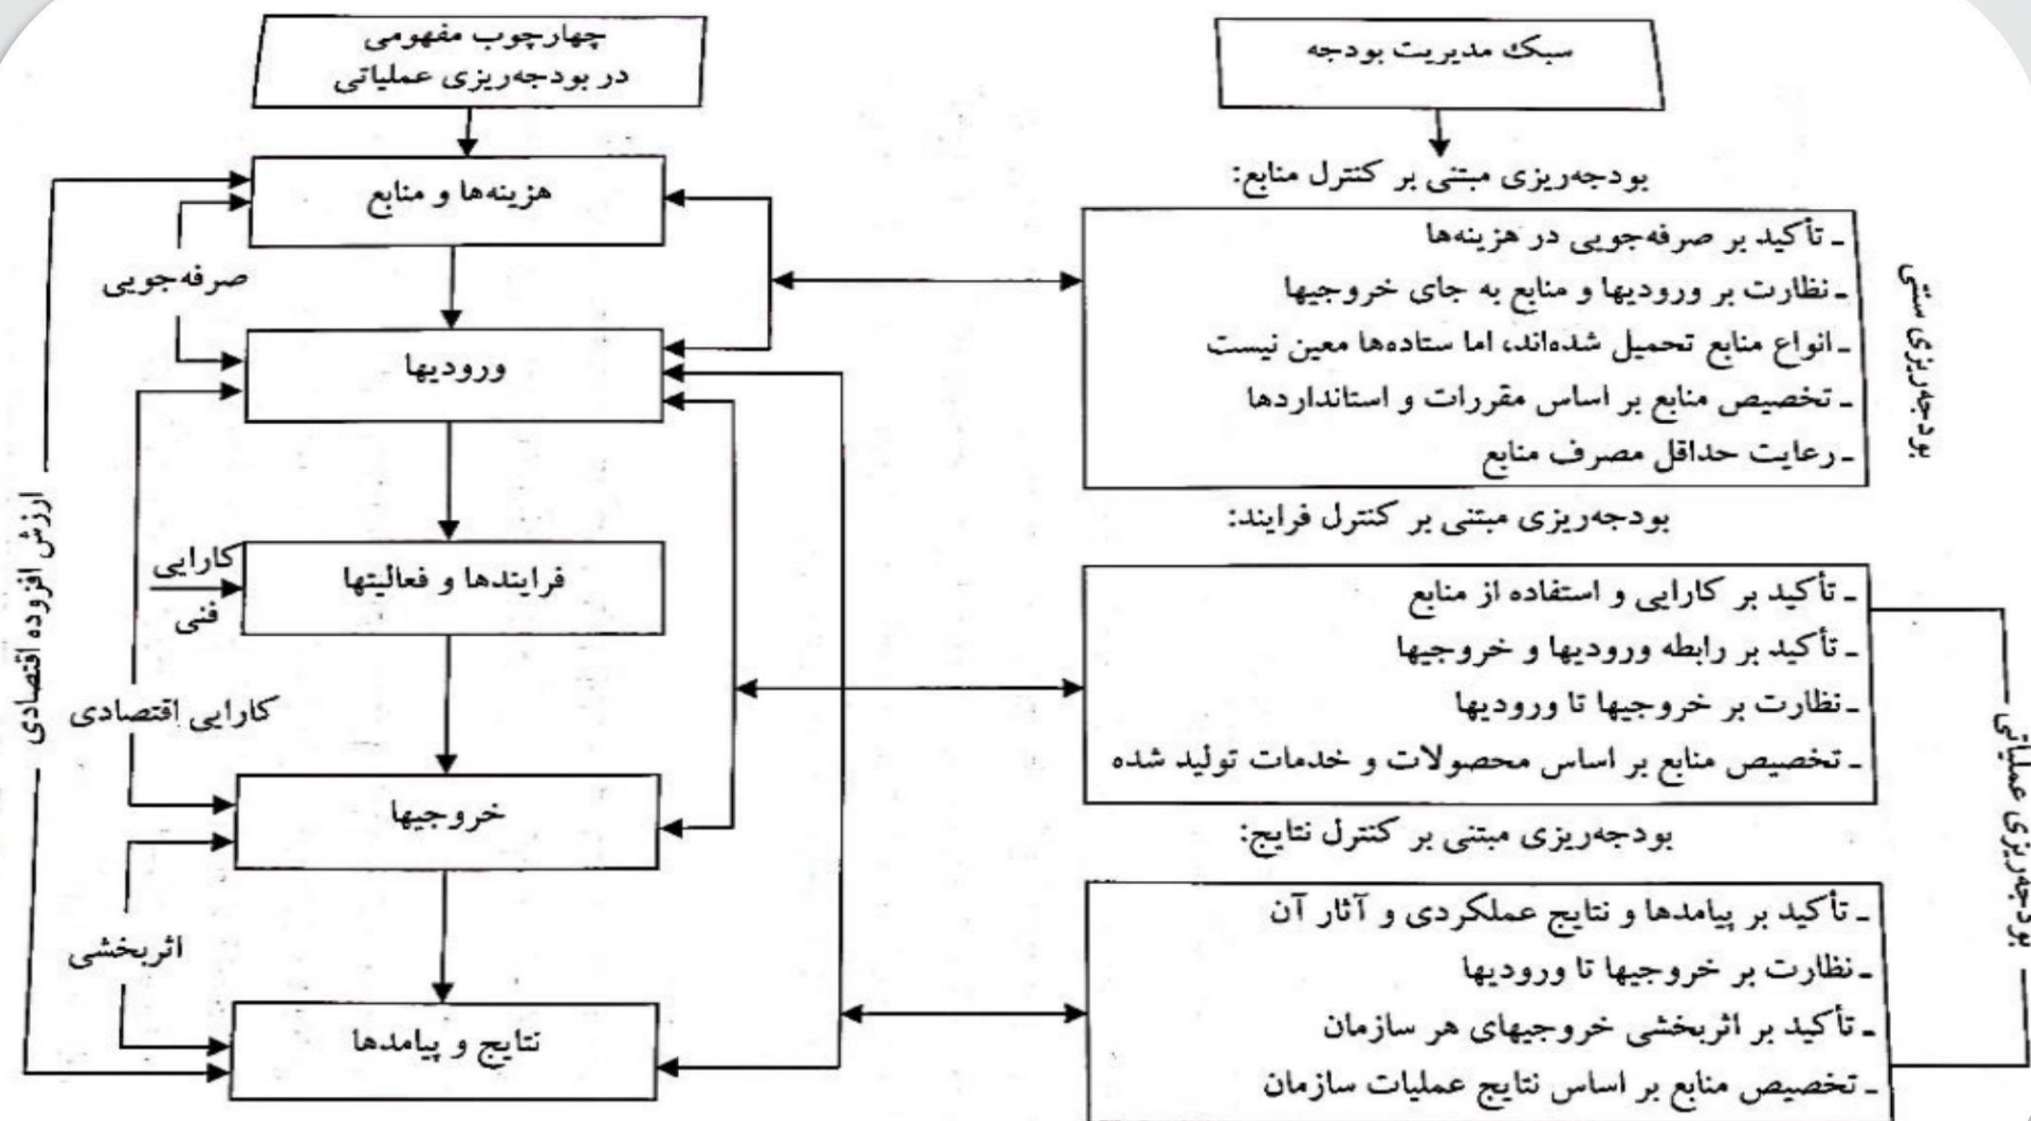 سبک مدیریت بودجه
بودجه‌ریزی مبتنی بر کنترل منابع:
ـ تأکید بر صرفه‌جویی در هزینه‌ها
ـ نظارت بر ورودیها و منابع به جای خروجیها
ـ انواع منابع تحمیل شده‌اند، اما ستاده‌ها معین نیست
ـ تخصیص منابع بر اساس مقررات و استانداردها
ـ رعایت حداقل مصرف منابع
بودجه‌ریزی سنتی
بودجه‌ریزی مبتنی بر کنترل فرایند:
ـ تأکید بر کارایی و استفاده از منابع
ـ تأکید بر رابطه ورودیها و خروجیها
ـ نظارت بر خروجیها تا ورودیها
ـ تخصیص منابع بر اساس محصولات و خدمات تولید شده
بودجه‌ریزی مبتنی بر کنترل نتایج:
ـ تأکید بر پیامدها و نتایج عملکردی و آثار آن
ـ نظارت بر خروجیها تا ورودیها
ـ تأکید بر اثربخشی خروجیهای هر سازمان
ـ تخصیص منابع بر اساس نتایج عملیات سازمان
بودجه‌ریزی عملیاتی
چهارچوب مفهومی
در بودجه‌ریزی عملیاتی
هزینه‌ها و منابع
صرفه‌جویی
ورودیها
فرایندها و فعالیتها
کارایی
فنی
کارایی اقتصادی
خروجیها
اثربخشی
نتایج و پیامدها
ارزش افزوده اقتصادی